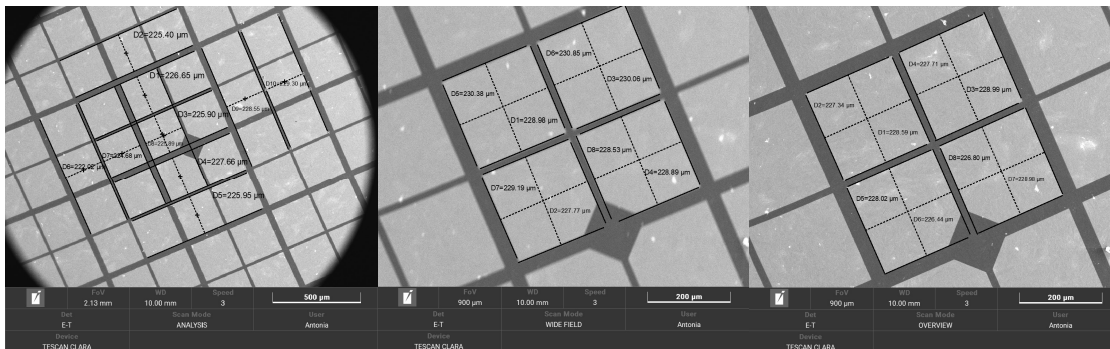 D2=225.40 µm
D1=226.65 µm
D10=229.30 µm
D9=228.55 µm
D3=225.90 µm
D8=225.89 µm
D7=224.68 µm
D6=222.02 µm
D4=227.66 µm
D5=225.95 µm
FoV WD Speed
2.13 mm 10.00 mm 3 500 µm
Det Scan Mode User
E-T ANALYSIS Antonia
Device
TESCAN CLARA
D6=230.85 µm
D3=230.06 µm
D5=230.38 µm
D1=228.98 µm
D8=228.53 µm
D4=228.89 µm
D7=229.19 µm
D2=227.77 µm
FoV WD Speed
900 µm 10.00 mm 3 200 µm
Det Scan Mode User
E-T WIDE FIELD Antonia
Device
TESCAN CLARA
D4=227.71 µm
D3=228.99 µm
D2=227.34 µm
D1=228.59 µm
D8=226.80 µm
D7=228.98 µm
D5=228.02 µm
D6=226.44 µm
FoV WD Speed
900 µm 10.00 mm 3 200 µm
Det Scan Mode User
E-T OVERVIEW Antonia
Device
TESCAN CLARA